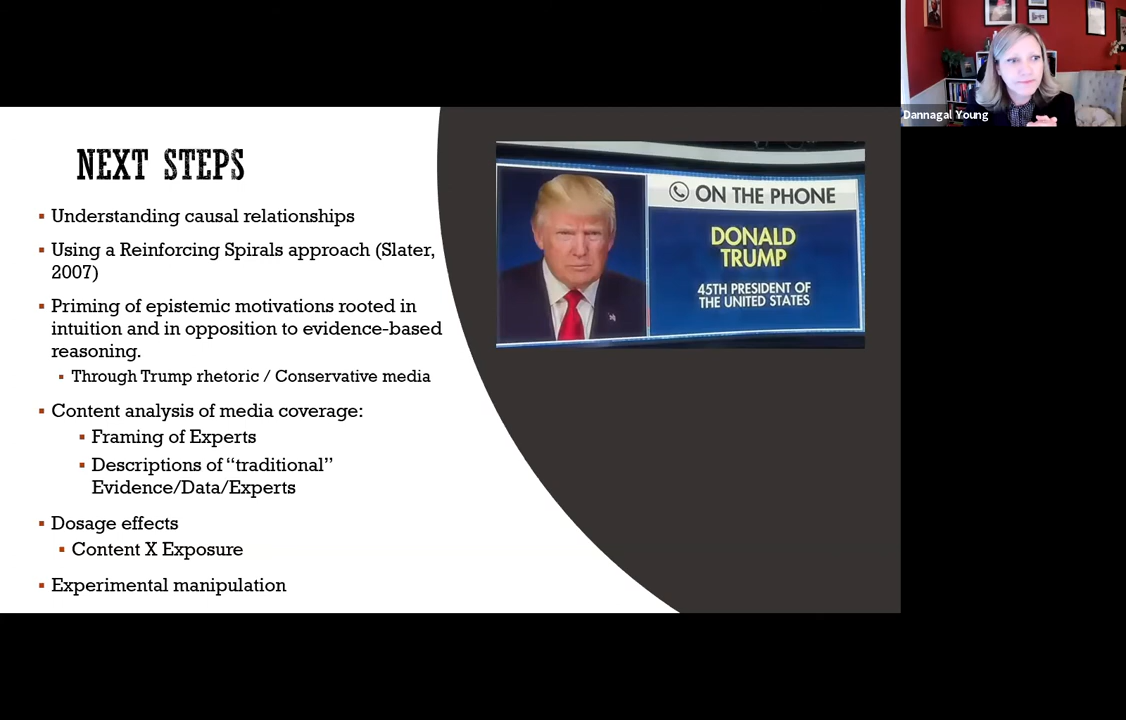 Dannagal Young
NEXT STEPS
Understanding causal relationships
Using a Reinforcing Spirals approach (Slater,
2007)
Priming of epistemic motivations rooted in
intuition and in opposition to evidence-based
reasoning.
Through Trump rhetoric / Conservative media
Content analysis of media coverage:
Framing of Experts
Descriptions of “traditional”
Evidence/Data/Experts
Dosage effects
Content X Exposure
Experimental manipulation
ON THE PHONE
DONALD
TRUMP
45TH PRESIDENT OF
THE UNITED STATES